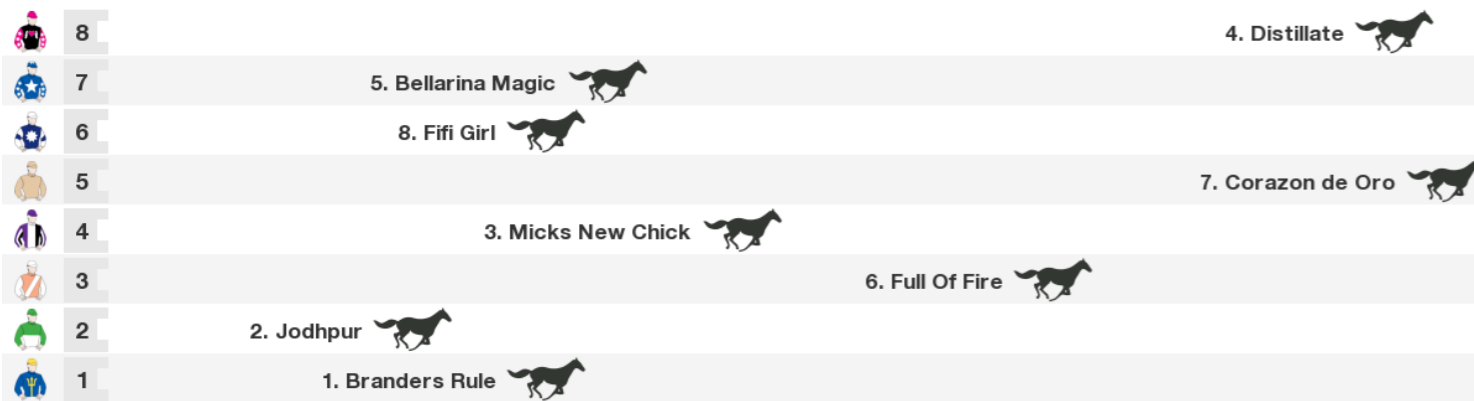 8 4. Distillate
7 5. Bellarina Magic
6 8. Fifi Girl
5 7. Corazon de Oro
4 3. Micks New Chick
3 6. Full Of Fire
2 2. Jodhpur
1 1. Branders Rule